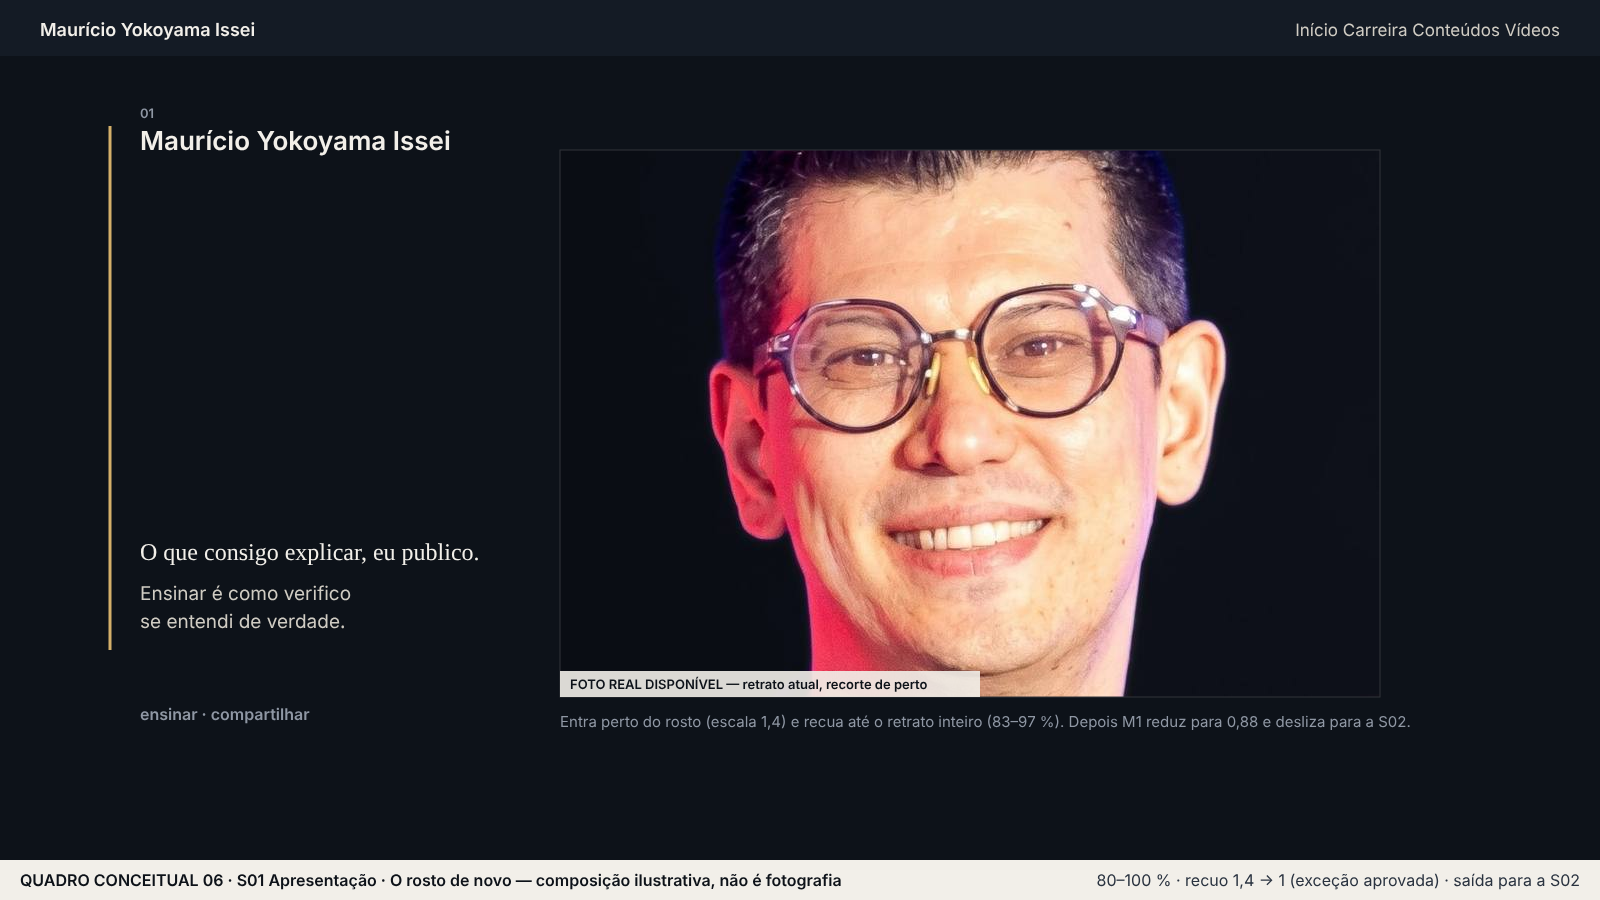 Maurício Yokoyama Issei
Início Carreira Conteúdos Vídeos
01
Maurício Yokoyama Issei
O que consigo explicar, eu publico.
Ensinar é como verifico
se entendi de verdade.
ensinar · compartilhar
FOTO REAL DISPONÍVEL — retrato atual, recorte de perto
Entra perto do rosto (escala 1,4) e recua até o retrato inteiro (83–97 %). Depois M1 reduz para 0,88 e desliza para a S02.
QUADRO CONCEITUAL 06 · S01 Apresentação · O rosto de novo — composição ilustrativa, não é fotografia
80–100 % · recuo 1,4 → 1 (exceção aprovada) · saída para a S02